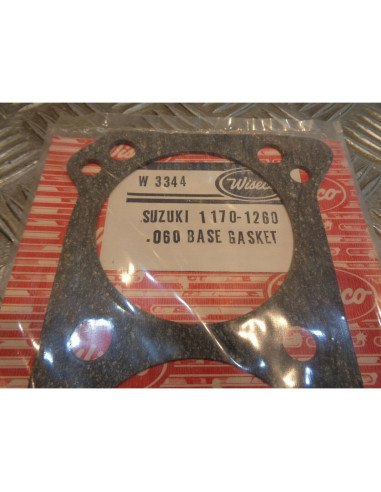 W 3344
Wiseco
SUZUKI 1170-1260
.060 BASE GASKET